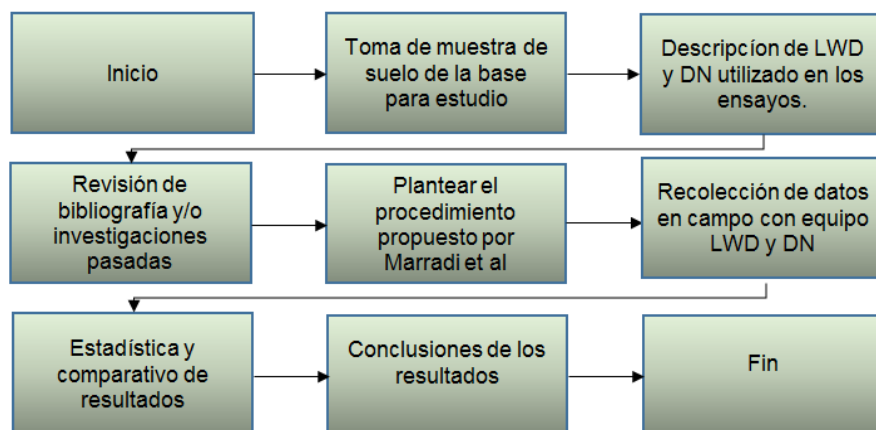 Inicio
Toma de muestra de
suelo de la base
para estudio
Descripcíon de LWD
y DN utilizado en los
ensayos.
Revisión de
bibliografía y/o
investigaciones
pasadas
Plantear el
procedimiento
propuesto por
Marradi et al
Recolección de datos
en campo con equipo
LWD y DN
Estadística y
comparativo de
resultados
Conclusiones de los
resultados
Fin